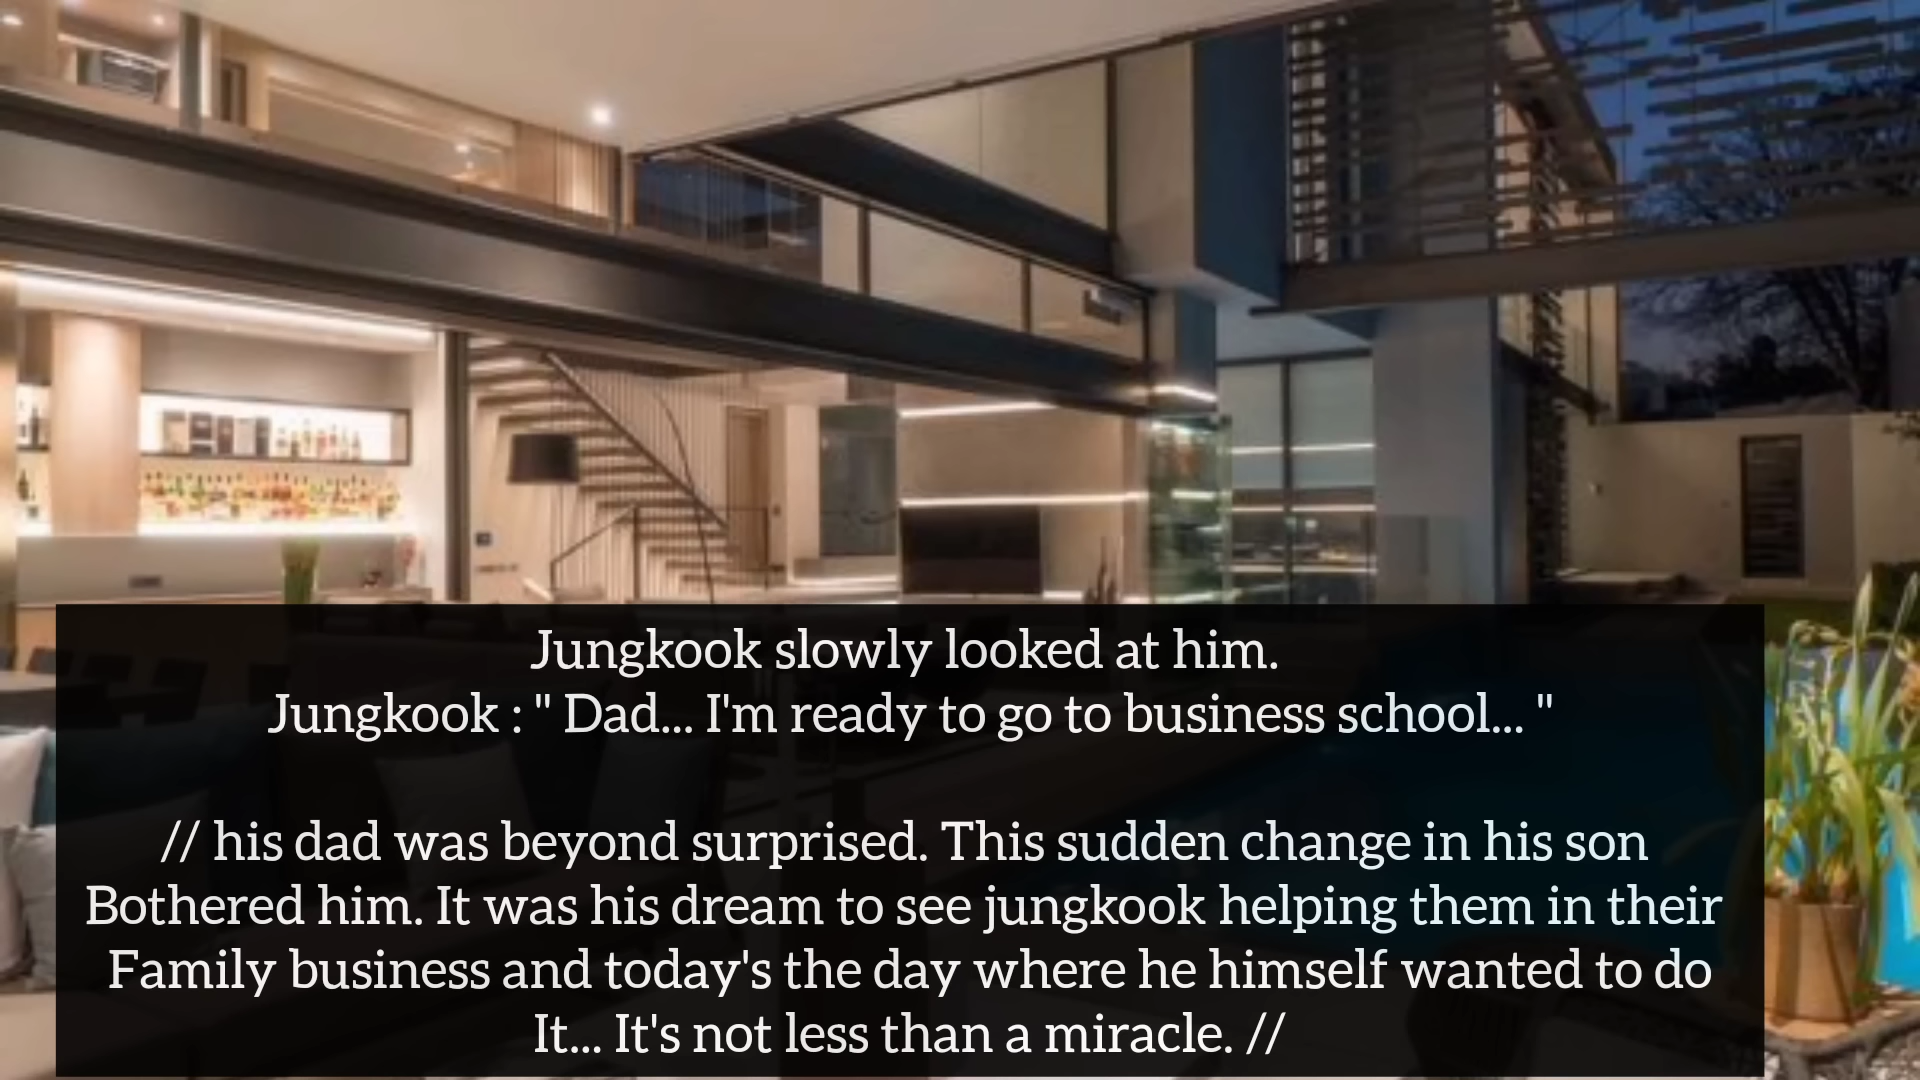 Jungkook slowly looked at him.
Jungkook : " Dad... I'm ready to go to business school... "
// his dad was beyond surprised. This sudden change in his son
Bothered him. It was his dream to see jungkook helping them in their
Family business and today's the day where he himself wanted to do
It... It's not less than a miracle. //